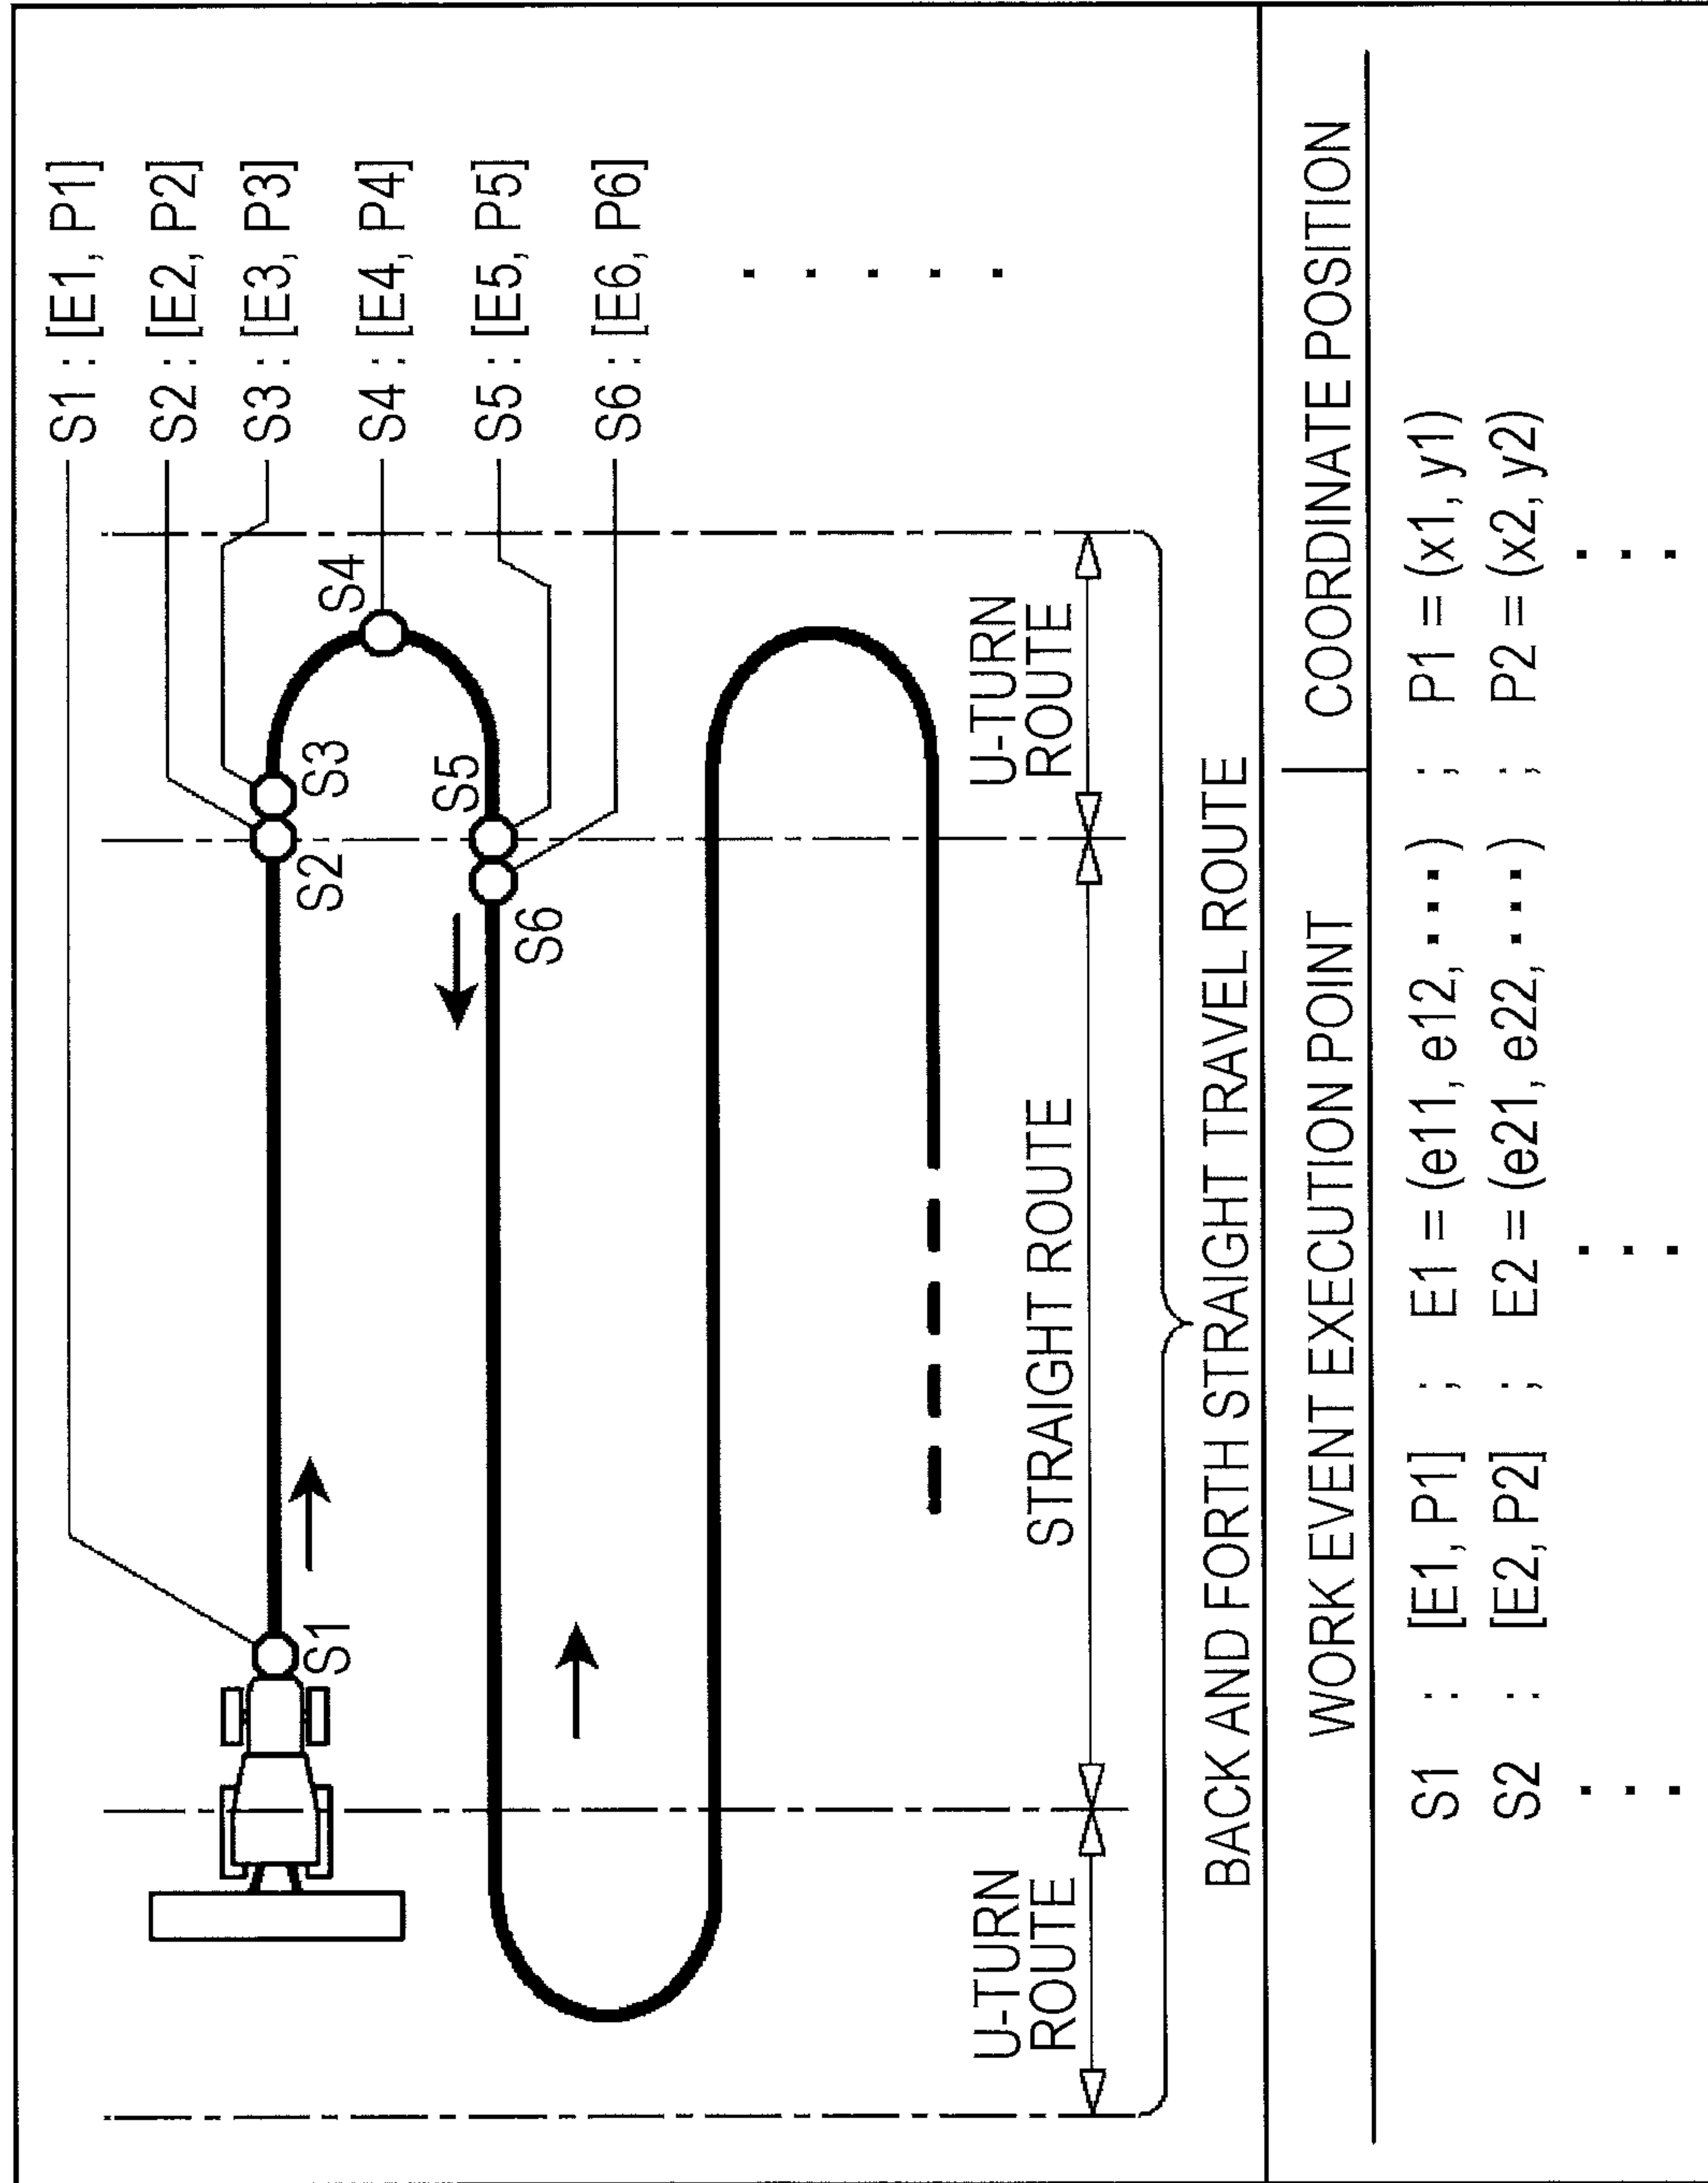 S1 : [E1, P1]
S2 : [E2, P2]
S3 : [E3, P3]
S4 : [E4, P4]
S5 : [E5, P5]
S6 : [E6, P6]
. . . . .
S1
S2
S3
S4
S5
S6
U-TURN
ROUTE
STRAIGHT ROUTE
U-TURN
ROUTE
BACK AND FORTH STRAIGHT TRAVEL ROUTE
WORK EVENT EXECUTION POINT
COORDINATE POSITION
S1 : [E1, P1] ; E1 = (e11, e12, ···) ; P1 = (x1, y1)
S2 : [E2, P2] ; E2 = (e21, e22, ···) ; P2 = (x2, y2)